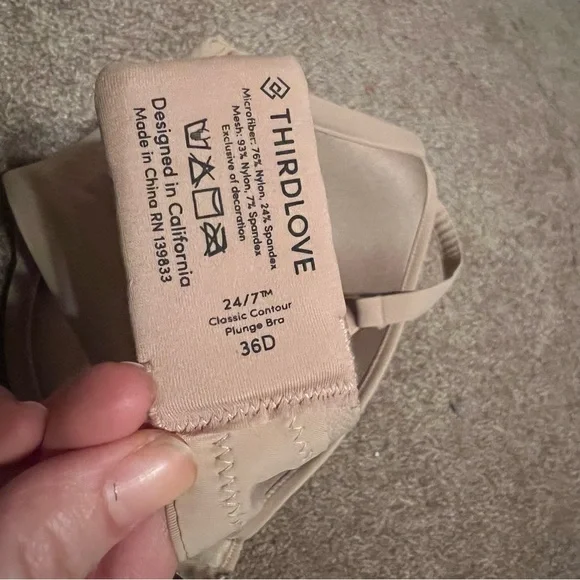 THIRDLOVE
Microfiber: 76% Nylon, 24% Spandex
Mesh: 93% Nylon, 7% Spandex
Exclusive of decoration
Designed in California
Made in China RN 139833
24/7™
Classic Contour
Plunge Bra
36D